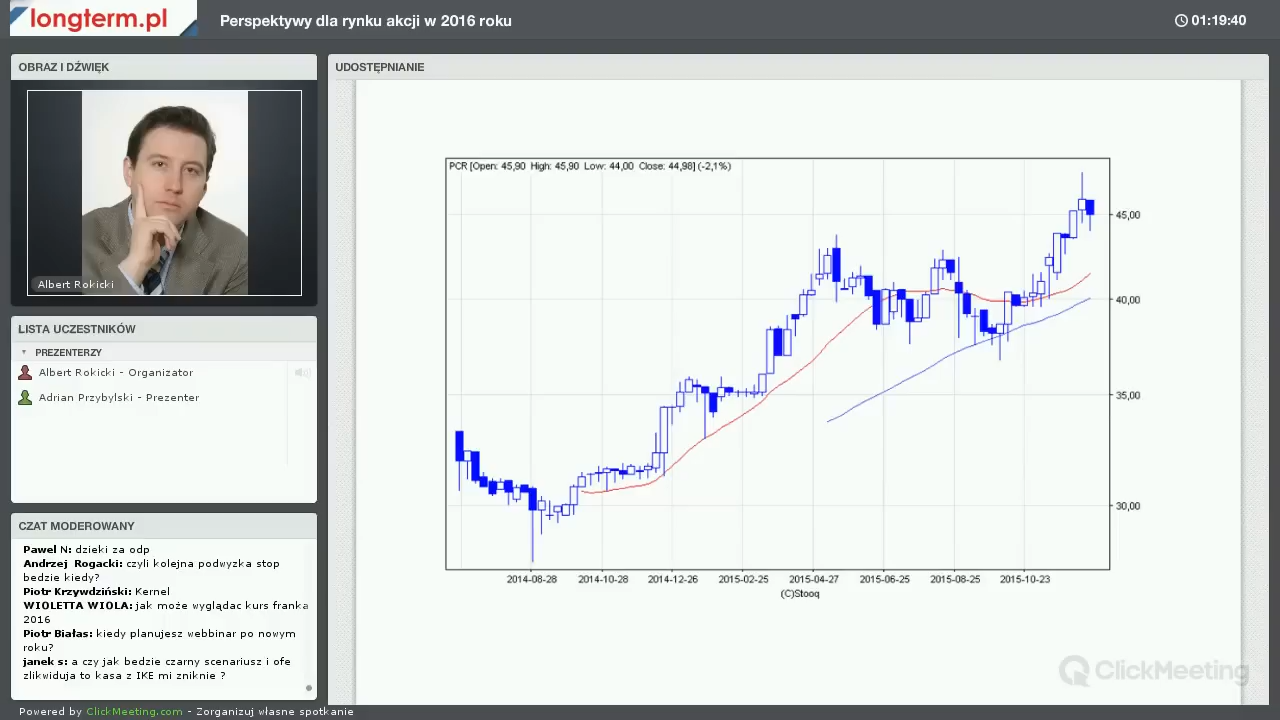 longterm.pl
Perspektywy dla rynku akcji w 2016 roku
01:19:40
OBRAZ I DŹWIĘK
Albert Rokicki
LISTA UCZESTNIKÓW
PREZENTERZY
Albert Rokicki - Organizator
Adrian Przybylski - Prezenter
CZAT MODEROWANY
Pawel N: dzieki za odp
Andrzej Rogacki: czyli kolejna podwyzka stop
bedzie kiedy?
Piotr Krzywdziński: Kernel
WIOLETTA WIOLA: jak może wyglądac kurs franka
2016
Piotr Białas: kiedy planujesz webbinar po nowym
roku?
janek s: a czy jak bedzie czarny scenariusz i ofe
zlikwiduja to kasa z IKE mi zniknie ?
UDOSTĘPNIANIE
PCR [Open: 45,90 High: 45,90 Low: 44,00 Close: 44,98] (-2,1%)
45,00
40,00
35,00
30,00
2014-08-28 2014-10-28 2014-12-26 2015-02-25 2015-04-27 2015-06-25 2015-08-25 2015-10-23
(C)Stooq
ClickMeeting
Powered by ClickMeeting.com - Zorganizuj własne spotkanie